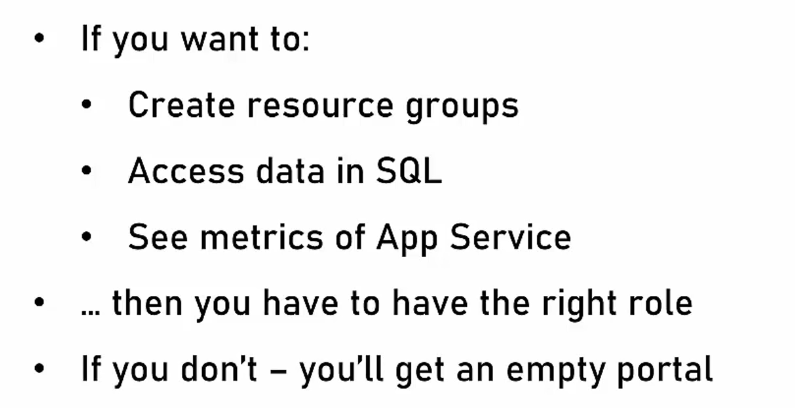 • If you want to:
• Create resource groups
• Access data in SQL
• See metrics of App Service
• … then you have to have the right role
• If you don't – you'll get an empty portal